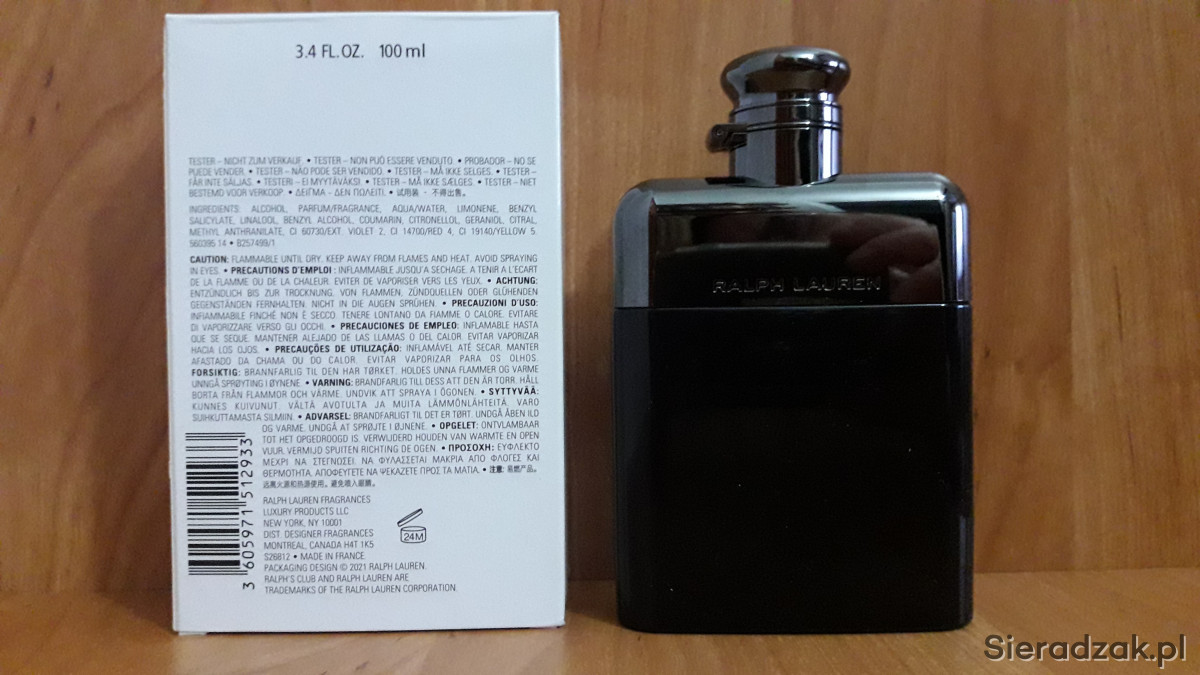 3.4 FL.OZ. 100 ml
TESTER – NICHT ZUM VERKAUF. • TESTER – NON PUÒ ESSERE VENDUTO. • PROBADOR – NO SE
PUEDE VENDER. • TESTER – NÃO PODE SER VENDIDO. • TESTER – MÅ IKKE SELGES. • TESTER –
FÅR INTE SÄLJAS. • TESTERI – EI MYYTÄVÄKSI. • TESTER – MÅ IKKE SÆLGES. • TESTER – NIET
BESTEMD VOOR VERKOOP. • ΔΕΙΓΜΑ - ΔΕΝ ΠΩΛΕΙΤΑΙ. • 试用装 - 不得出售。
INGREDIENTS: ALCOHOL, PARFUM/FRAGRANCE, AQUA/WATER, LIMONENE, BENZYL
SALICYLATE, LINALOOL, BENZYL ALCOHOL, COUMARIN, CITRONELLOL, GERANIOL, CITRAL,
METHYL ANTHRANILATE, CI 60730/EXT. VIOLET 2, CI 14700/RED 4, CI 19140/YELLOW 5.
560395 14 • B257499/1
CAUTION: FLAMMABLE UNTIL DRY. KEEP AWAY FROM FLAMES AND HEAT. AVOID SPRAYING
IN EYES. • PRECAUTIONS D'EMPLOI : INFLAMMABLE JUSQU'A SECHAGE. A TENIR A L'ECART
DE LA FLAMME OU DE LA CHALEUR. EVITER DE VAPORISER VERS LES YEUX. • ACHTUNG:
ENTZÜNDLICH BIS ZUR TROCKNUNG. VON FLAMMEN, ZÜNDQUELLEN ODER GLÜHENDEN
GEGENSTÄNDEN FERNHALTEN. NICHT IN DIE AUGEN SPRÜHEN. • PRECAUZIONI D'USO:
INFIAMMABILE FINCHÈ NON È SECCO. TENERE LONTANO DA FIAMME O CALORE. EVITARE
DI VAPORIZZARE VERSO GLI OCCHI. • PRECAUCIONES DE EMPLEO: INFLAMABLE HASTA
QUE SE SEQUE. MANTENER ALEJADO DE LAS LLAMAS O DEL CALOR. EVITAR VAPORIZAR
HACIA LOS OJOS. • PRECAUÇÕES DE UTILIZAÇÃO: INFLAMÁVEL ATÉ SECAR. MANTER
AFASTADO DA CHAMA OU DO CALOR. EVITAR VAPORIZAR PARA OS OLHOS.
FORSIKTIG: BRANNFARLIG TIL DEN HAR TØRKET. HOLDES UNNA FLAMMER OG VARME
UNNGÅ SPRØYTING I ØYNENE. • VARNING: BRANDFARLIG TILL DESS ATT DEN ÄR TORR. HÅLL
BORTA FRÅN FLAMMOR OCH VÄRME. UNDVIK ATT SPRAYA I ÖGONEN. • SYTTYVÄÄ:
KUNNES KUIVUNUT. VÄLTÄ AVOTULTA JA MUITA LÄMMÖNLÄHTEITÄ. VARO
SUIHKUTTAMASTA SILMIIN. • ADVARSEL: BRANDFARLIGT TIL DET ER TØRT. UNDGÅ ÅBEN ILD
OG VARME. UNDGÅ AT SPRØJTE I ØJNENE. • OPGELET: ONTVLAMBAAR
TOT HET OPGEDROOGD IS. VERWIJDERD HOUDEN VAN WARMTE EN OPEN
VUUR. VERMIJD SPUITEN RICHTING DE OGEN. • ΠΡΟΣΟΧΗ: ΕΥΦΛΕΚΤΟ
ΜΕΧΡΙ ΝΑ ΣΤΕΓΝΩΣΕΙ. ΝΑ ΦΥΛΑΣΣΕΤΑΙ ΜΑΚΡΙΑ ΑΠΟ ΦΛΟΓΕΣ ΚΑΙ
ΘΕΡΜΟΤΗΤΑ. ΑΠΟΦΕΥΓΕΤΕ ΝΑ ΨΕΚΑΖΕΤΕ ΠΡΟΣ ΤΑ ΜΑΤΙΑ. • 注意: 易燃产品。
远离火源和热源使用。避免喷入眼睛。
3 605971 512933
RALPH LAUREN FRAGRANCES
LUXURY PRODUCTS LLC
NEW YORK, NY 10001
DIST. DESIGNER FRAGRANCES
MONTREAL, CANADA H4T 1K5
S26812 • MADE IN FRANCE
PACKAGING DESIGN © 2021 RALPH LAUREN.
RALPH'S CLUB AND RALPH LAUREN ARE
TRADEMARKS OF THE RALPH LAUREN CORPORATION.
24M
RALPH LAUREN
Sieradzak.pl